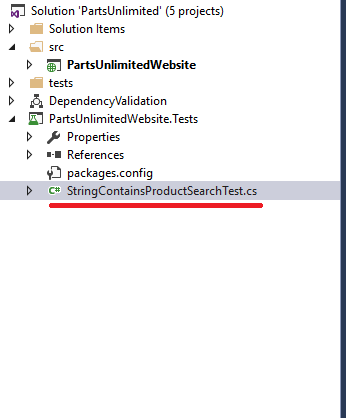 Solution 'PartsUnlimited' (5 projects)
Solution Items
src
PartsUnlimitedWebsite
tests
DependencyValidation
PartsUnlimitedWebsite.Tests
Properties
References
packages.config
C# StringContainsProductSearchTest.cs